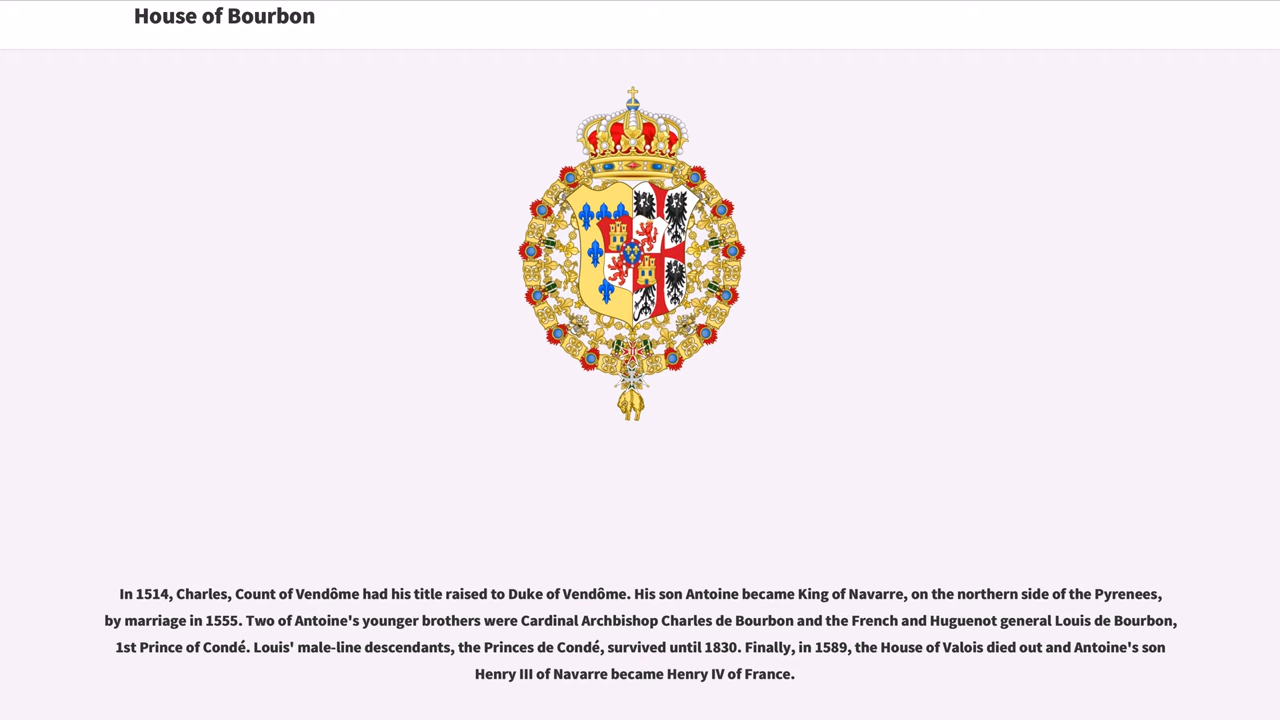 House of Bourbon
In 1514, Charles, Count of Vendôme had his title raised to Duke of Vendôme. His son Antoine became King of Navarre, on the northern side of the Pyrenees,
by marriage in 1555. Two of Antoine's younger brothers were Cardinal Archbishop Charles de Bourbon and the French and Huguenot general Louis de Bourbon,
1st Prince of Condé. Louis' male-line descendants, the Princes de Condé, survived until 1830. Finally, in 1589, the House of Valois died out and Antoine's son
Henry III of Navarre became Henry IV of France.